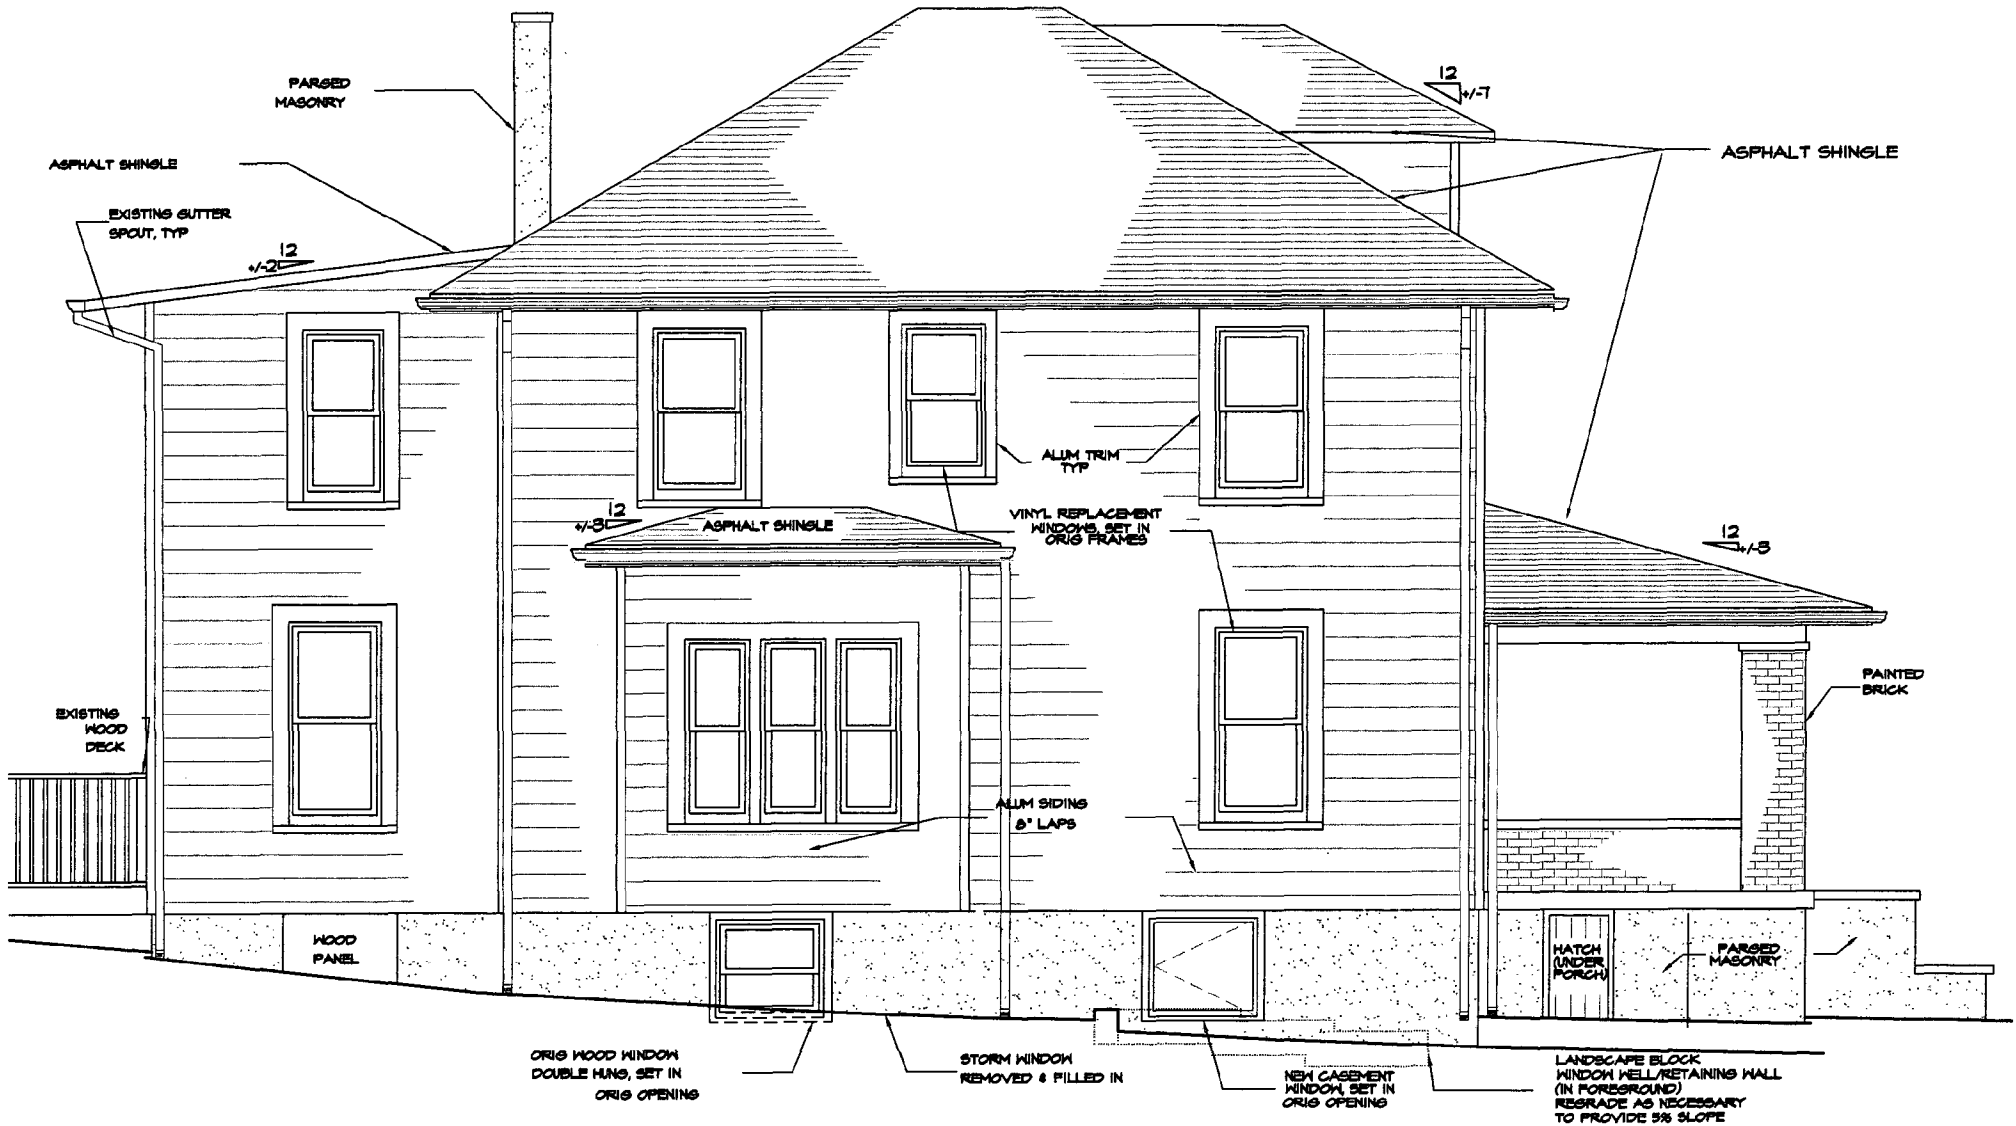 PARGED
MASONRY
ASPHALT SHINGLE
EXISTING GUTTER
SPOUT, TYP
12
+/-2
12
+/-7
ASPHALT SHINGLE
ALUM TRIM
TYP
12
+/-3
ASPHALT SHINGLE
VINYL REPLACEMENT
WINDOWS, SET IN
ORIG FRAMES
12
+/-3
PAINTED
BRICK
EXISTING
WOOD
DECK
ALUM SIDING
8" LAPS
WOOD
PANEL
HATCH
(UNDER
PORCH)
PARGED
MASONRY
ORIG WOOD WINDOW
DOUBLE HUNG, SET IN
ORIG OPENING
STORM WINDOW
REMOVED & FILLED IN
NEW CASEMENT
WINDOW, SET IN
ORIG OPENING
LANDSCAPE BLOCK
WINDOW WELL/RETAINING WALL
(IN FOREGROUND)
REGRADE AS NECESSARY
TO PROVIDE 5% SLOPE